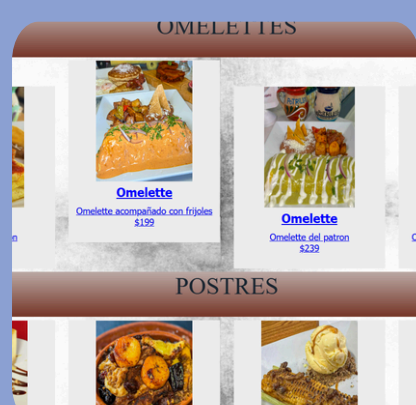 OMELETTES
Omelette
Omelette acompañado con frijoles
$199
Omelette
Omelette del patron
$239
POSTRES